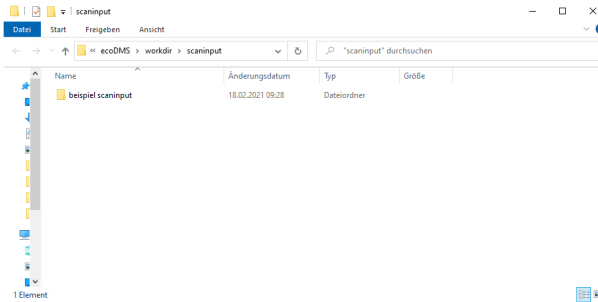 scaninput
Datei Start Freigeben Ansicht
« ecoDMS › workdir › scaninput "scaninput" durchsuchen
Name Änderungsdatum Typ Größe
beispiel scaninput 18.02.2021 09:28 Dateiordner
1 Element